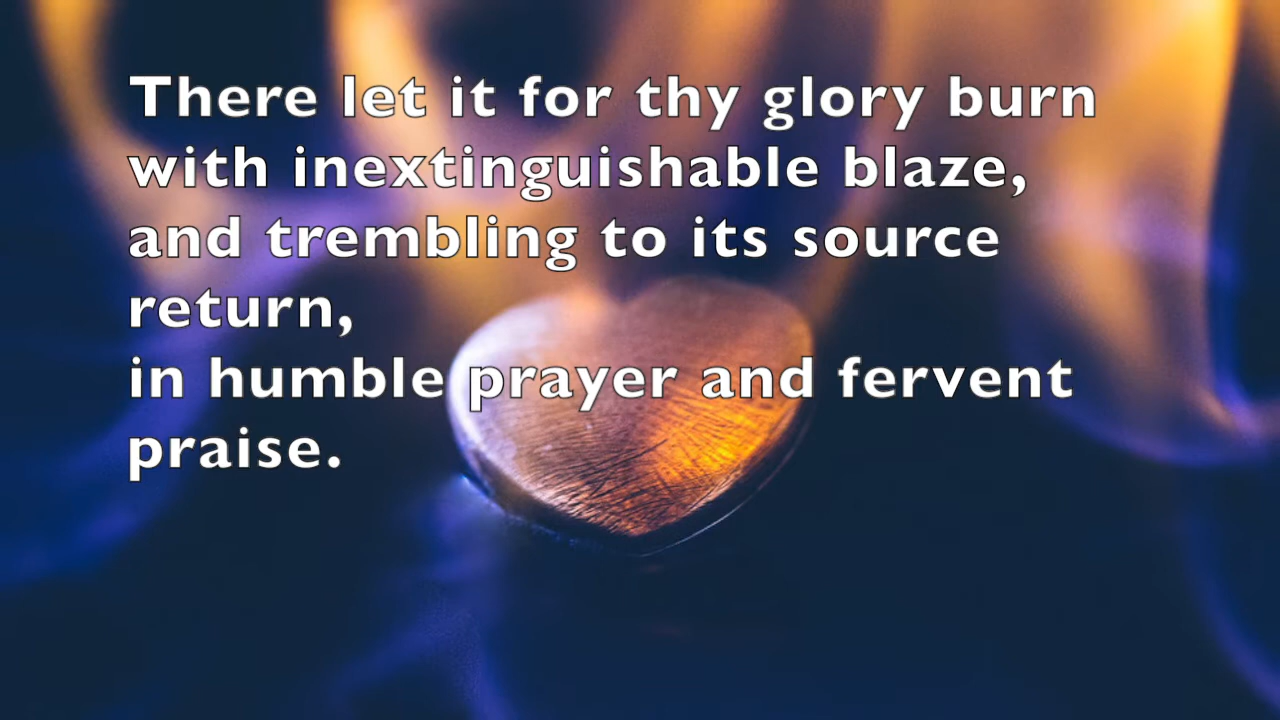 There let it for thy glory burn
with inextinguishable blaze,
and trembling to its source
return,
in humble prayer and fervent
praise.